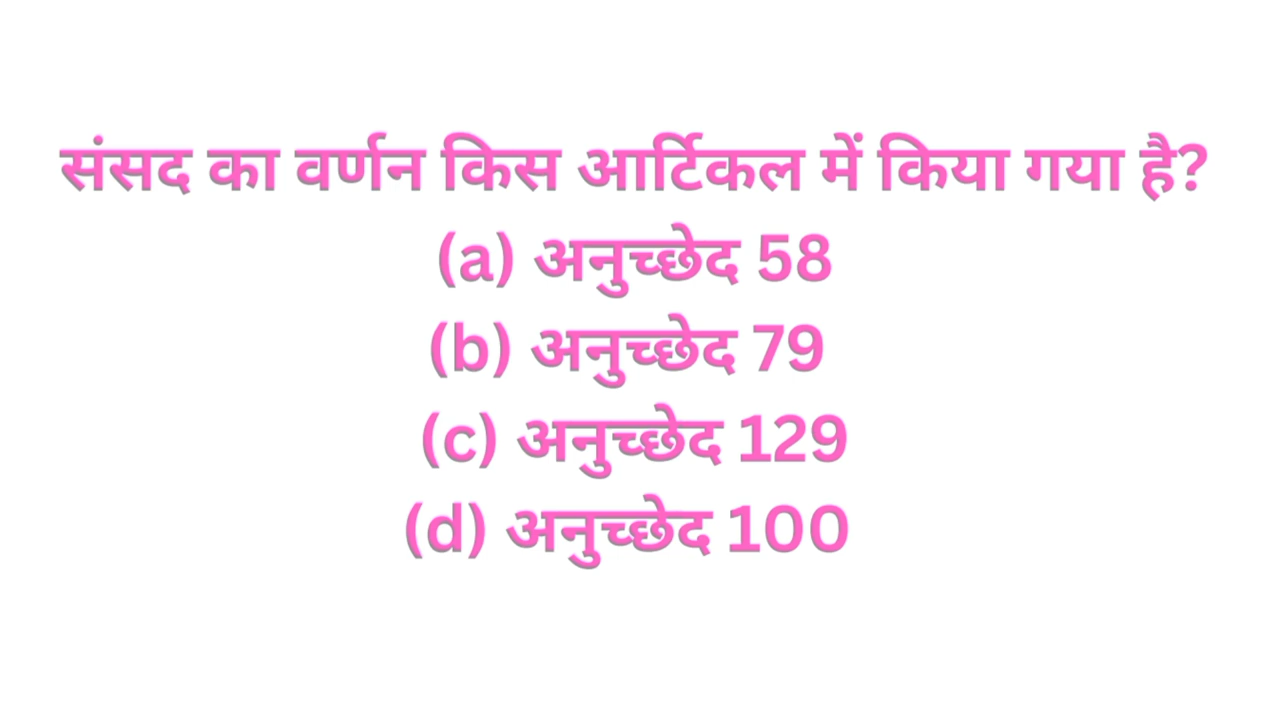 संसद का वर्णन किस आर्टिकल में किया गया है?
(a) अनुच्छेद 58
(b) अनुच्छेद 79
(c) अनुच्छेद 129
(d) अनुच्छेद 100